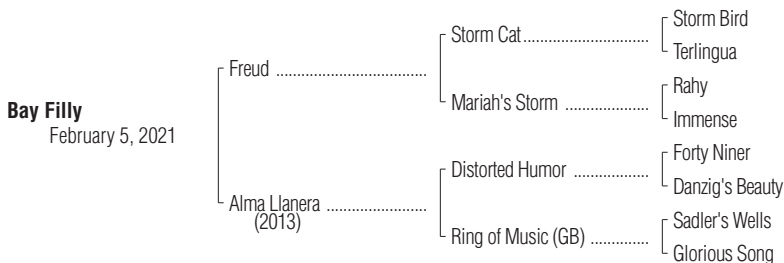 Storm Bird
Storm Cat..................................
Terlingua
Freud .........................................
Rahy
Mariah's Storm ......................
Immense
Bay Filly
February 5, 2021
Forty Niner
Distorted Humor ....................
Danzig's Beauty
Alma Llanera ...........................
(2013)
Sadler's Wells
Ring of Music (GB) ...............
Glorious Song